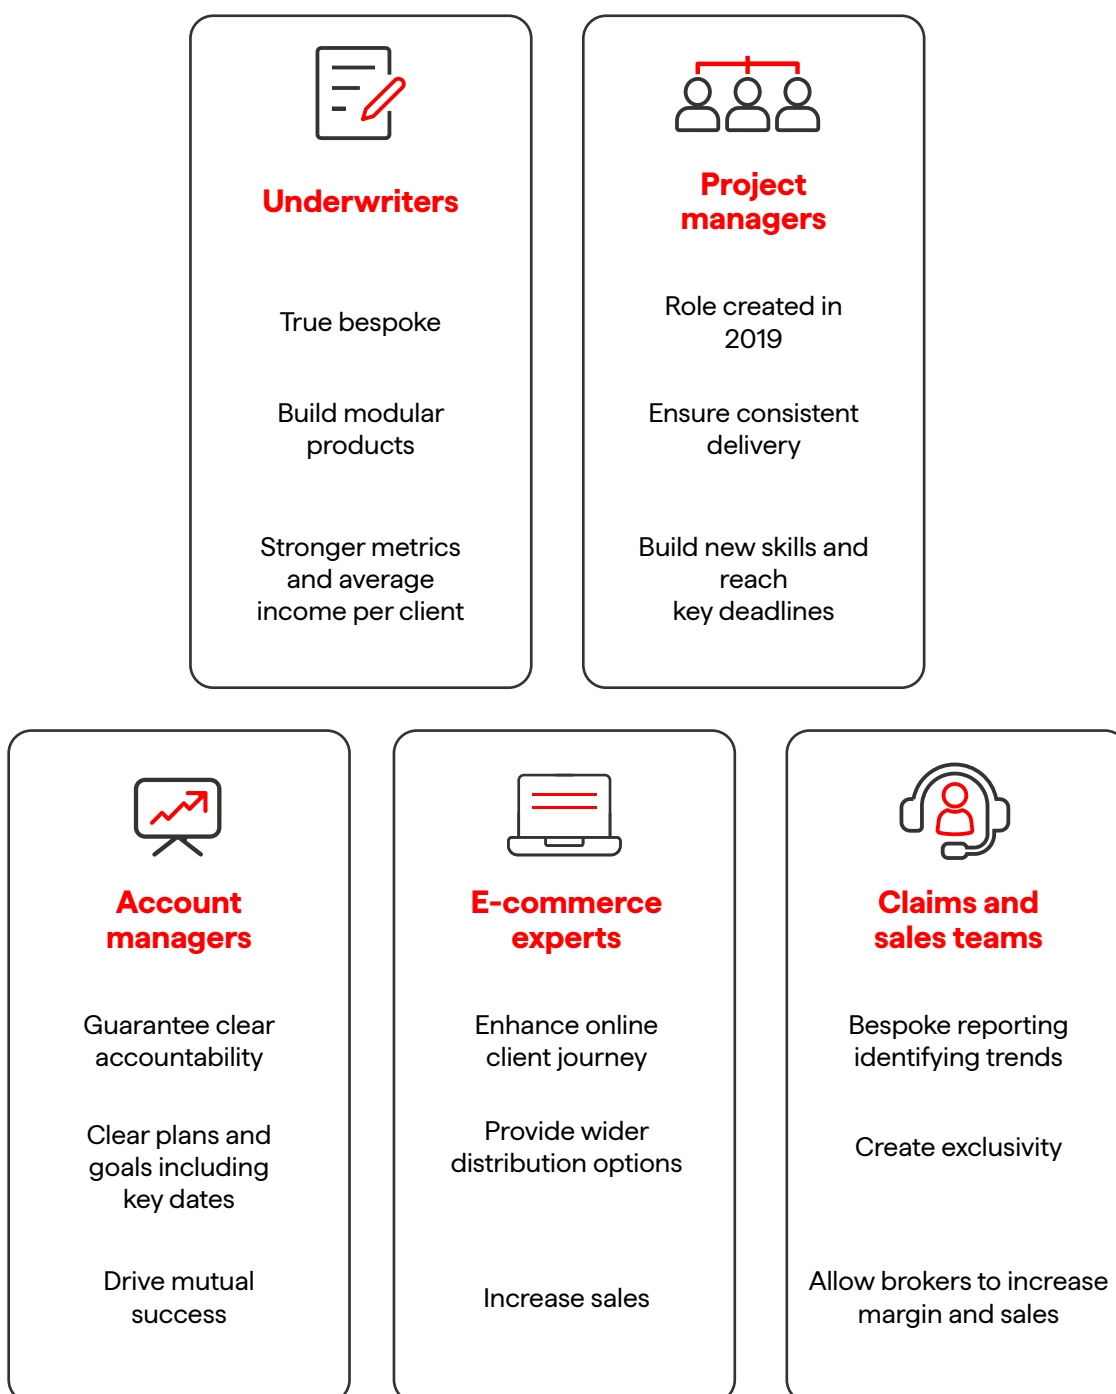 Underwriters
True bespoke
Build modular
products
Stronger metrics
and average
income per client
Project
managers
Role created in
2019
Ensure consistent
delivery
Build new skills and
reach
key deadlines
Account
managers
Guarantee clear
accountability
Clear plans and
goals including
key dates
Drive mutual
success
E-commerce
experts
Enhance online
client journey
Provide wider
distribution options
Increase sales
Claims and
sales teams
Bespoke reporting
identifying trends
Create exclusivity
Allow brokers to increase
margin and sales